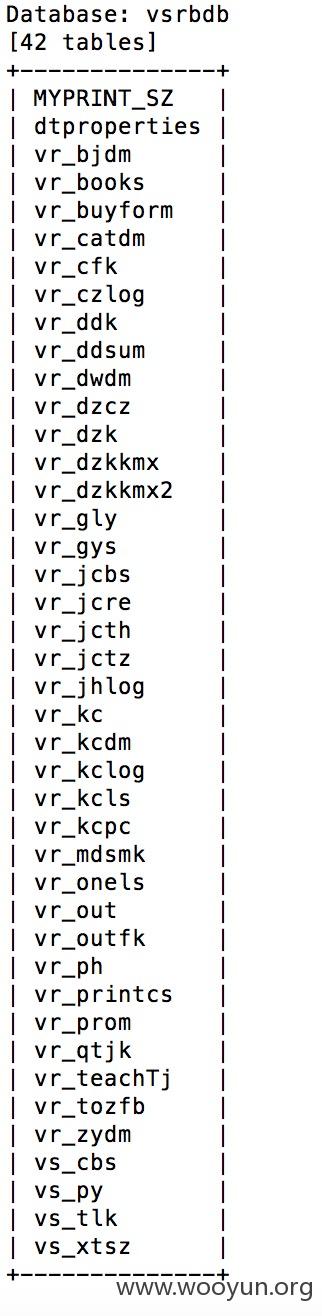 Database: vsrbdb
[42 tables]
+--------------+
| MYPRINT_SZ   |
| dtproperties |
| vr_bjdm      |
| vr_books     |
| vr_buyform   |
| vr_catdm     |
| vr_cfk       |
| vr_czlog     |
| vr_ddk       |
| vr_ddsum     |
| vr_dwdm      |
| vr_dzcz      |
| vr_dzk       |
| vr_dzkkmx    |
| vr_dzkkmx2   |
| vr_gly       |
| vr_gys       |
| vr_jcbs      |
| vr_jcre      |
| vr_jcth      |
| vr_jctz      |
| vr_jhlog     |
| vr_kc        |
| vr_kcdm      |
| vr_kclog     |
| vr_kcls      |
| vr_kcpc      |
| vr_mdsmk     |
| vr_onels     |
| vr_out       |
| vr_outfk     |
| vr_ph        |
| vr_printcs   |
| vr_prom      |
| vr_qtjk      |
| vr_teachTj   |
| vr_tozfb     |
| vr_zydm      |
| vs_cbs       |
| vs_py        |
| vs_tlk       |
| vs_xtsz      |
+--------------+
www.wooyun.org